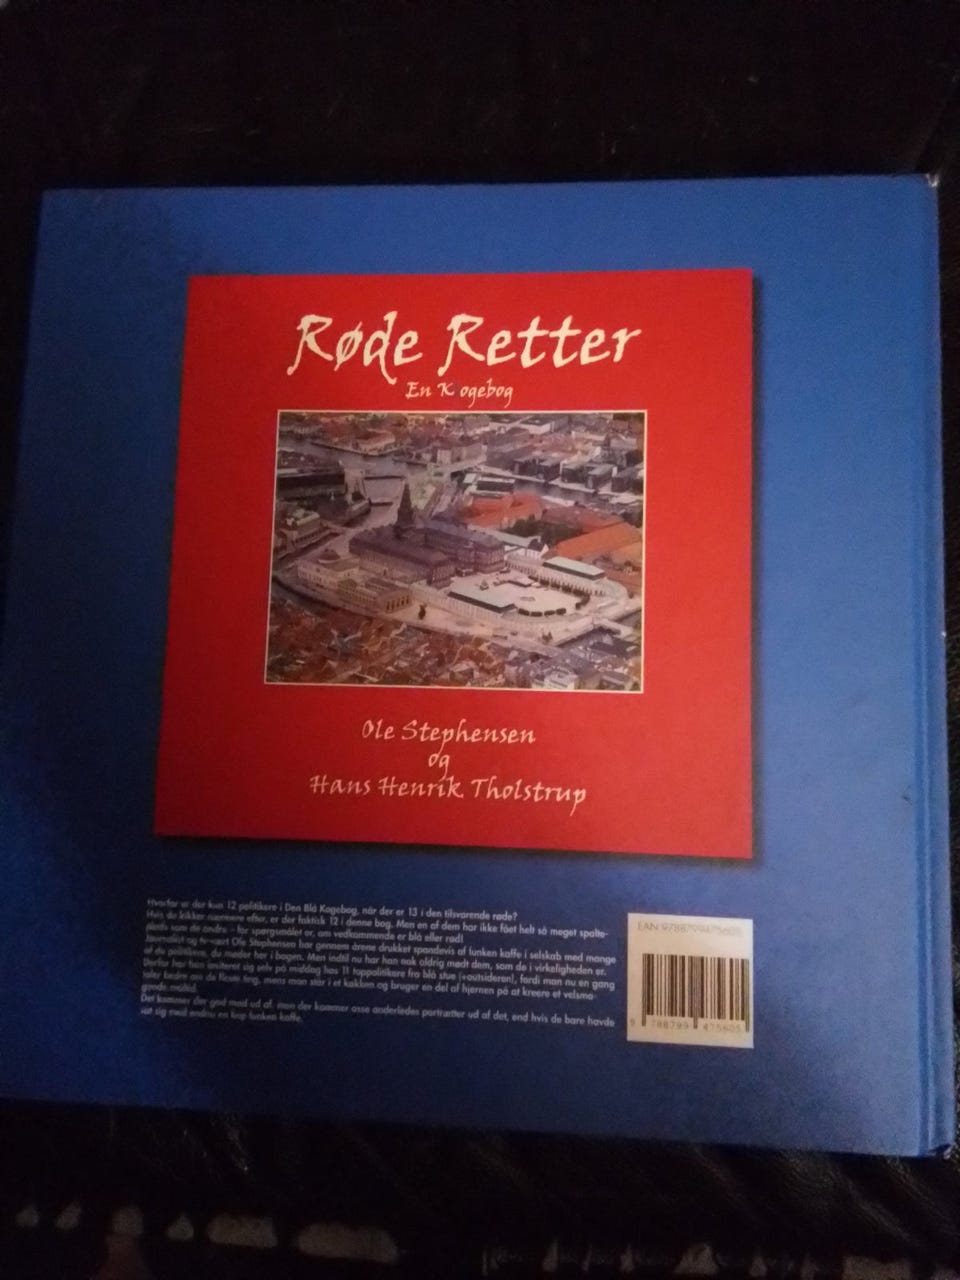 Røde Retter
En Kogebog
Ole Stephensen
og
Hans Henrik Tholstrup
Hvorfor er der kun 12 politikere i Den Blå Kogebog, når der er 13 i den tilsvarende røde?
Hvis du kikker nærmere efter, er der faktisk 12 i denne bog. Men en af dem har ikke fået helt så meget spalte-
plads som de andre – for spørgsmålet er, om vedkommende er blå eller rød!
Journalist og tv-vært Ole Stephensen har gennem årene drukket spandevis af lunken kaffe i selskab med mange
af de politikere, du møder her i bogen. Men indtil nu har han nok aldrig mødt dem, som de i virkeligheden er.
Derfor har han inviteret sig selv på middag hos 11 toppolitikere fra blå stue (+outsideren), fordi man nu en gang
taler bedre om de ting, mens man står i et køkken og bruger en del af hjernen på at kreere et velsma-
gende måltid.
Det kommer der god mad ud af, men der kommer osse anderledes portrætter ud af det, end hvis de bare havde
sat sig med endnu en kop lunken kaffe.
EAN 9788799475605
9 788799 475605